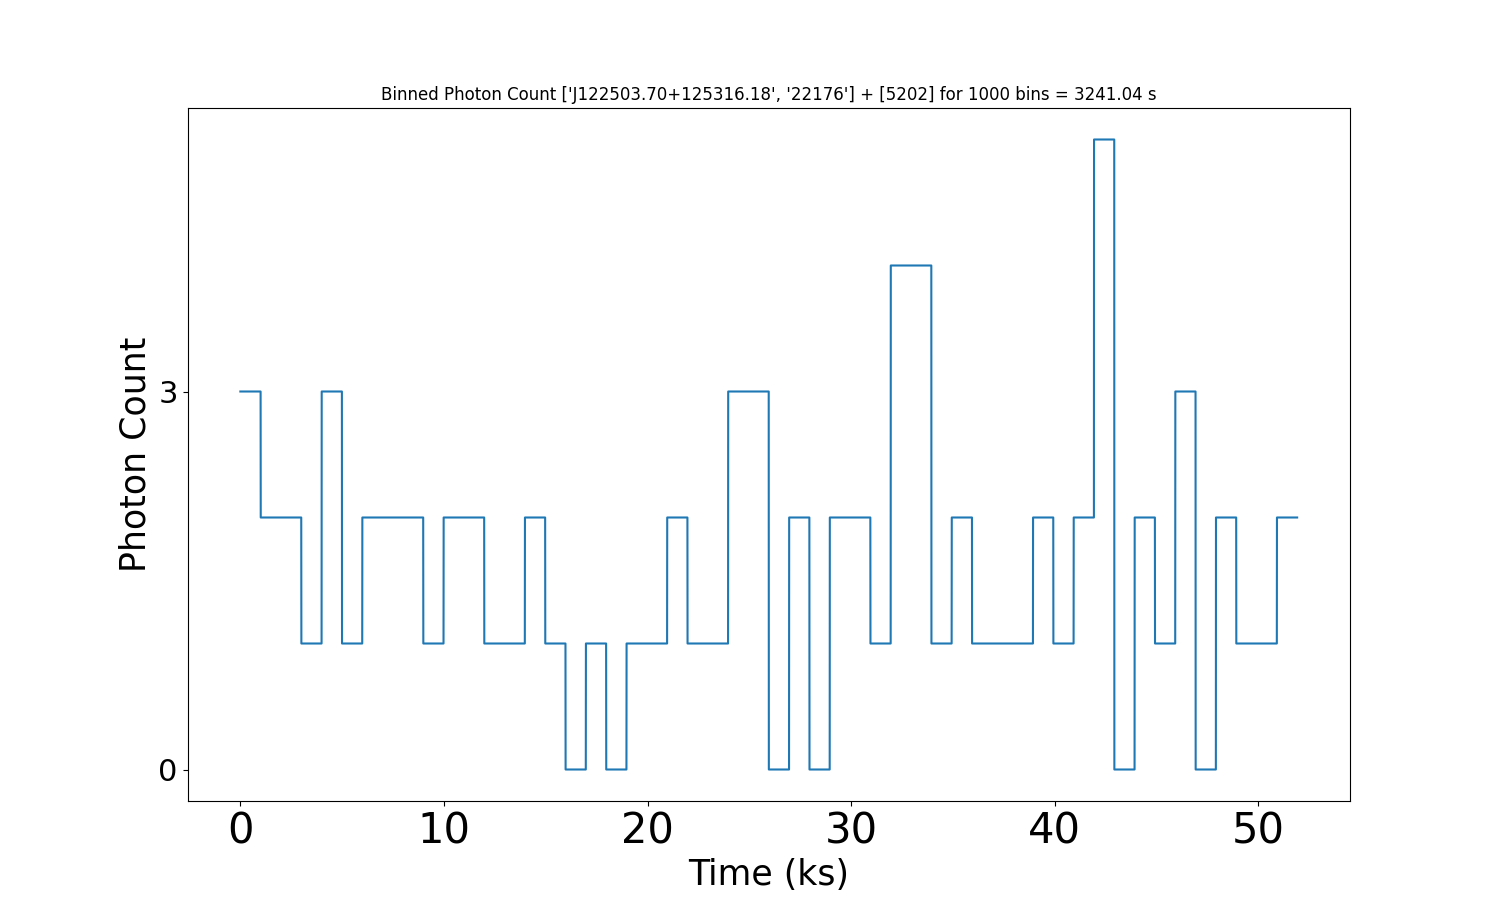 Binned Photon Count ['J122503.70+125316.18', '22176'] + [5202] for 1000 bins = 3241.04 s
Photon Count
3
0
0 10 20 30 40 50
Time (ks)